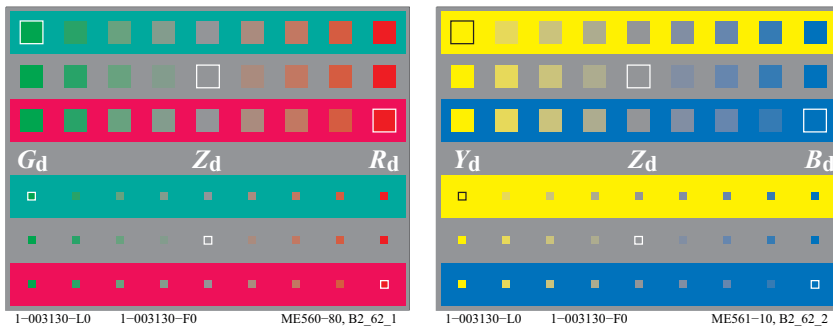 Gd Zd Rd
Yd Zd Bd
1-003130-L0 1-003130-F0 ME560-80, B2_62_1
1-003130-L0 1-003130-F0 ME561-10, B2_62_2